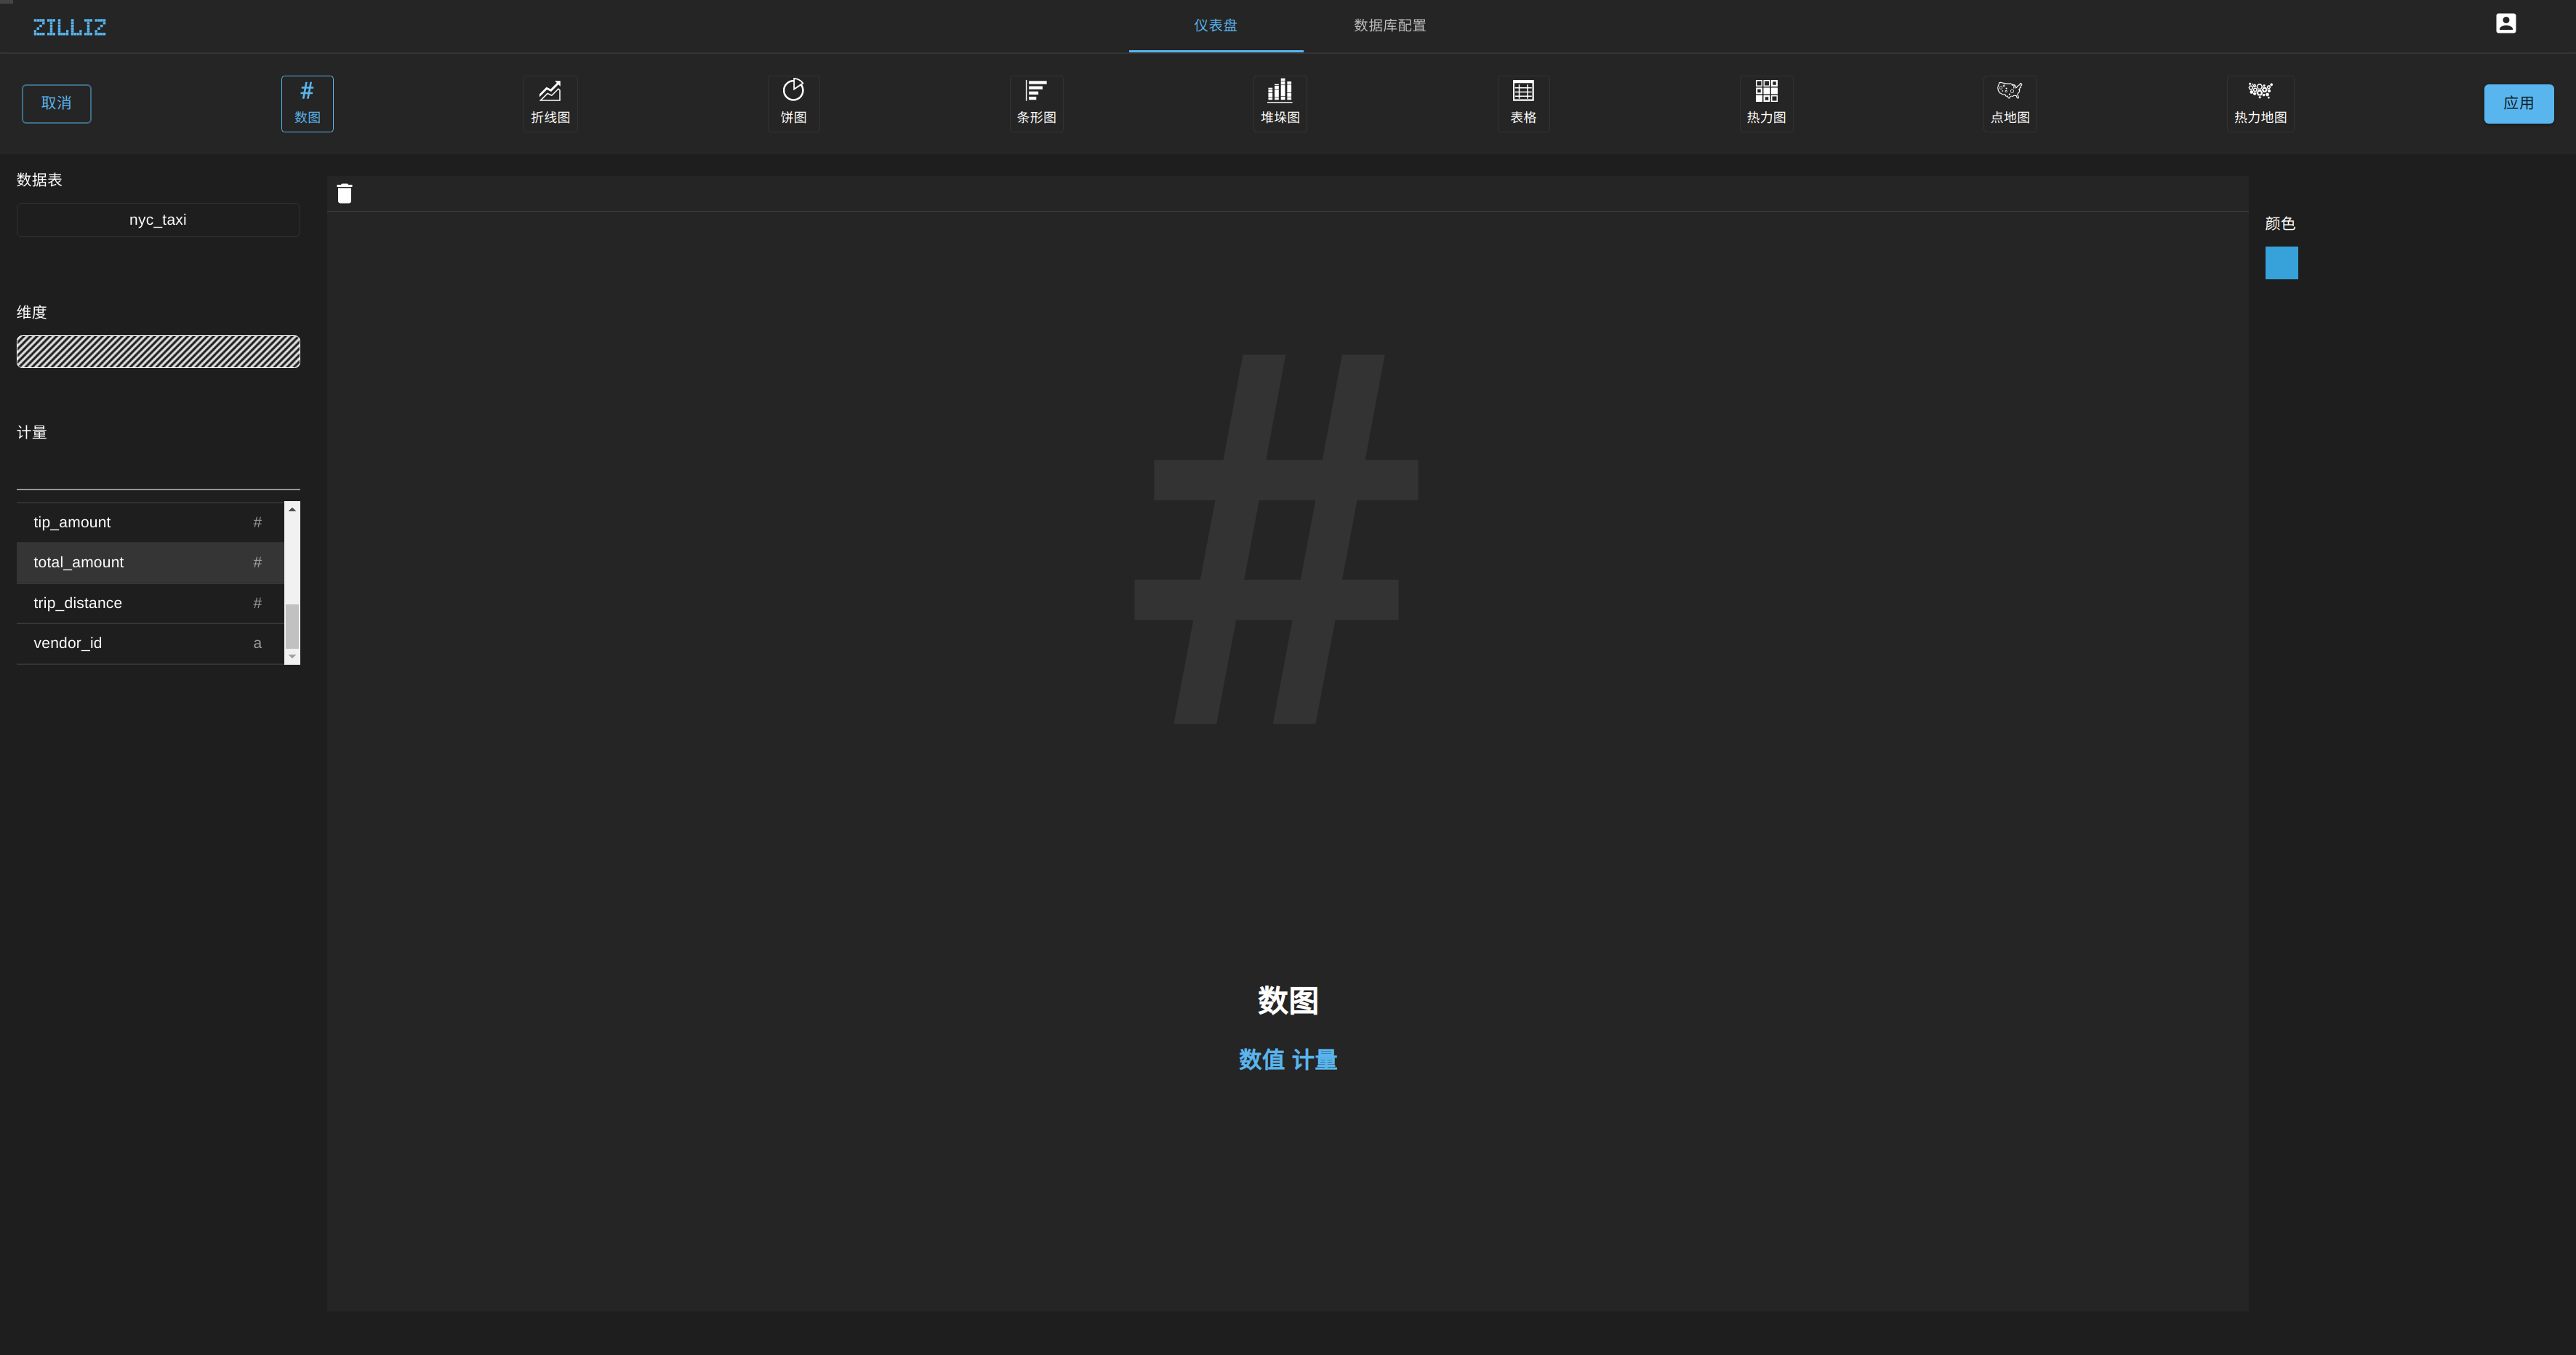 ZILLIZ
仪表盘
数据库配置
取消
#
数图
折线图
饼图
条形图
堆垛图
表格
热力图
点地图
热力地图
应用
数据表
nyc_taxi
维度
计量
tip_amount #
total_amount #
trip_distance #
vendor_id a
#
数图
数值 计量
颜色